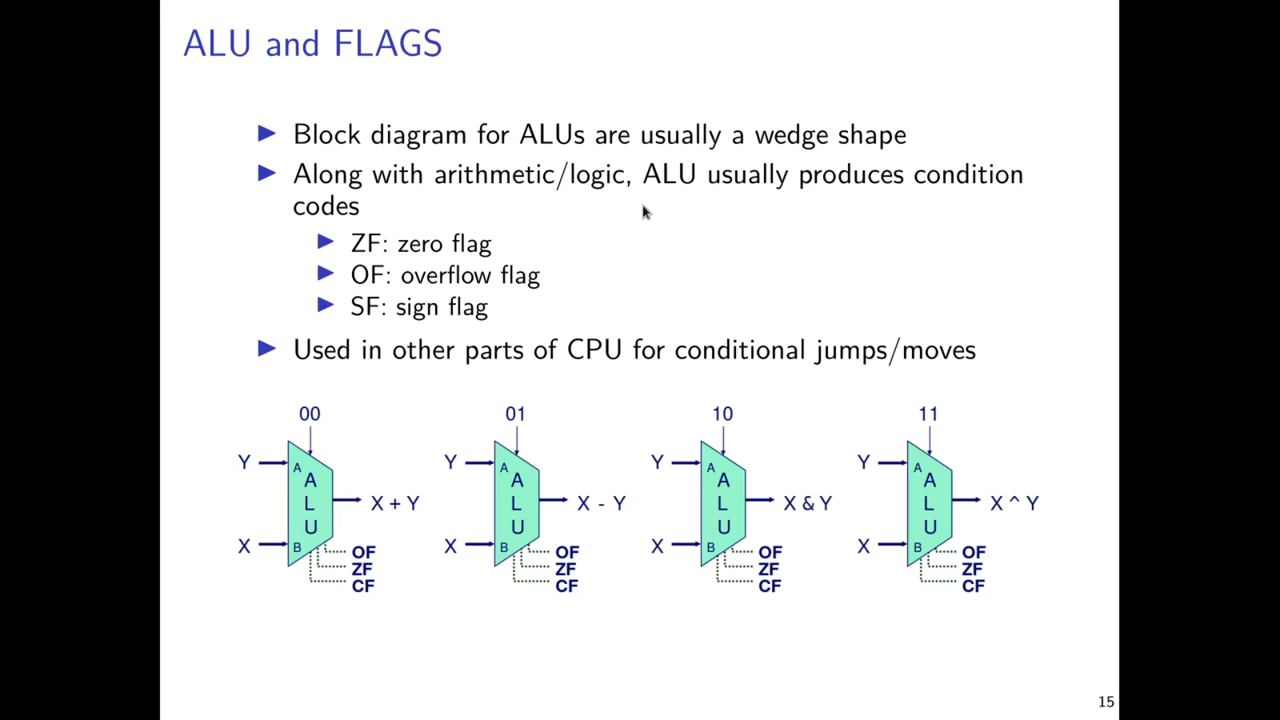 ALU and FLAGS
Block diagram for ALUs are usually a wedge shape
Along with arithmetic/logic, ALU usually produces condition
codes
ZF: zero flag
OF: overflow flag
SF: sign flag
Used in other parts of CPU for conditional jumps/moves
00
Y
A
A
L
U
X + Y
X
B
OF
ZF
CF
01
Y
A
A
L
U
X - Y
X
B
OF
ZF
CF
10
Y
A
A
L
U
X & Y
X
B
OF
ZF
CF
11
Y
A
A
L
U
X ^ Y
X
B
OF
ZF
CF
15